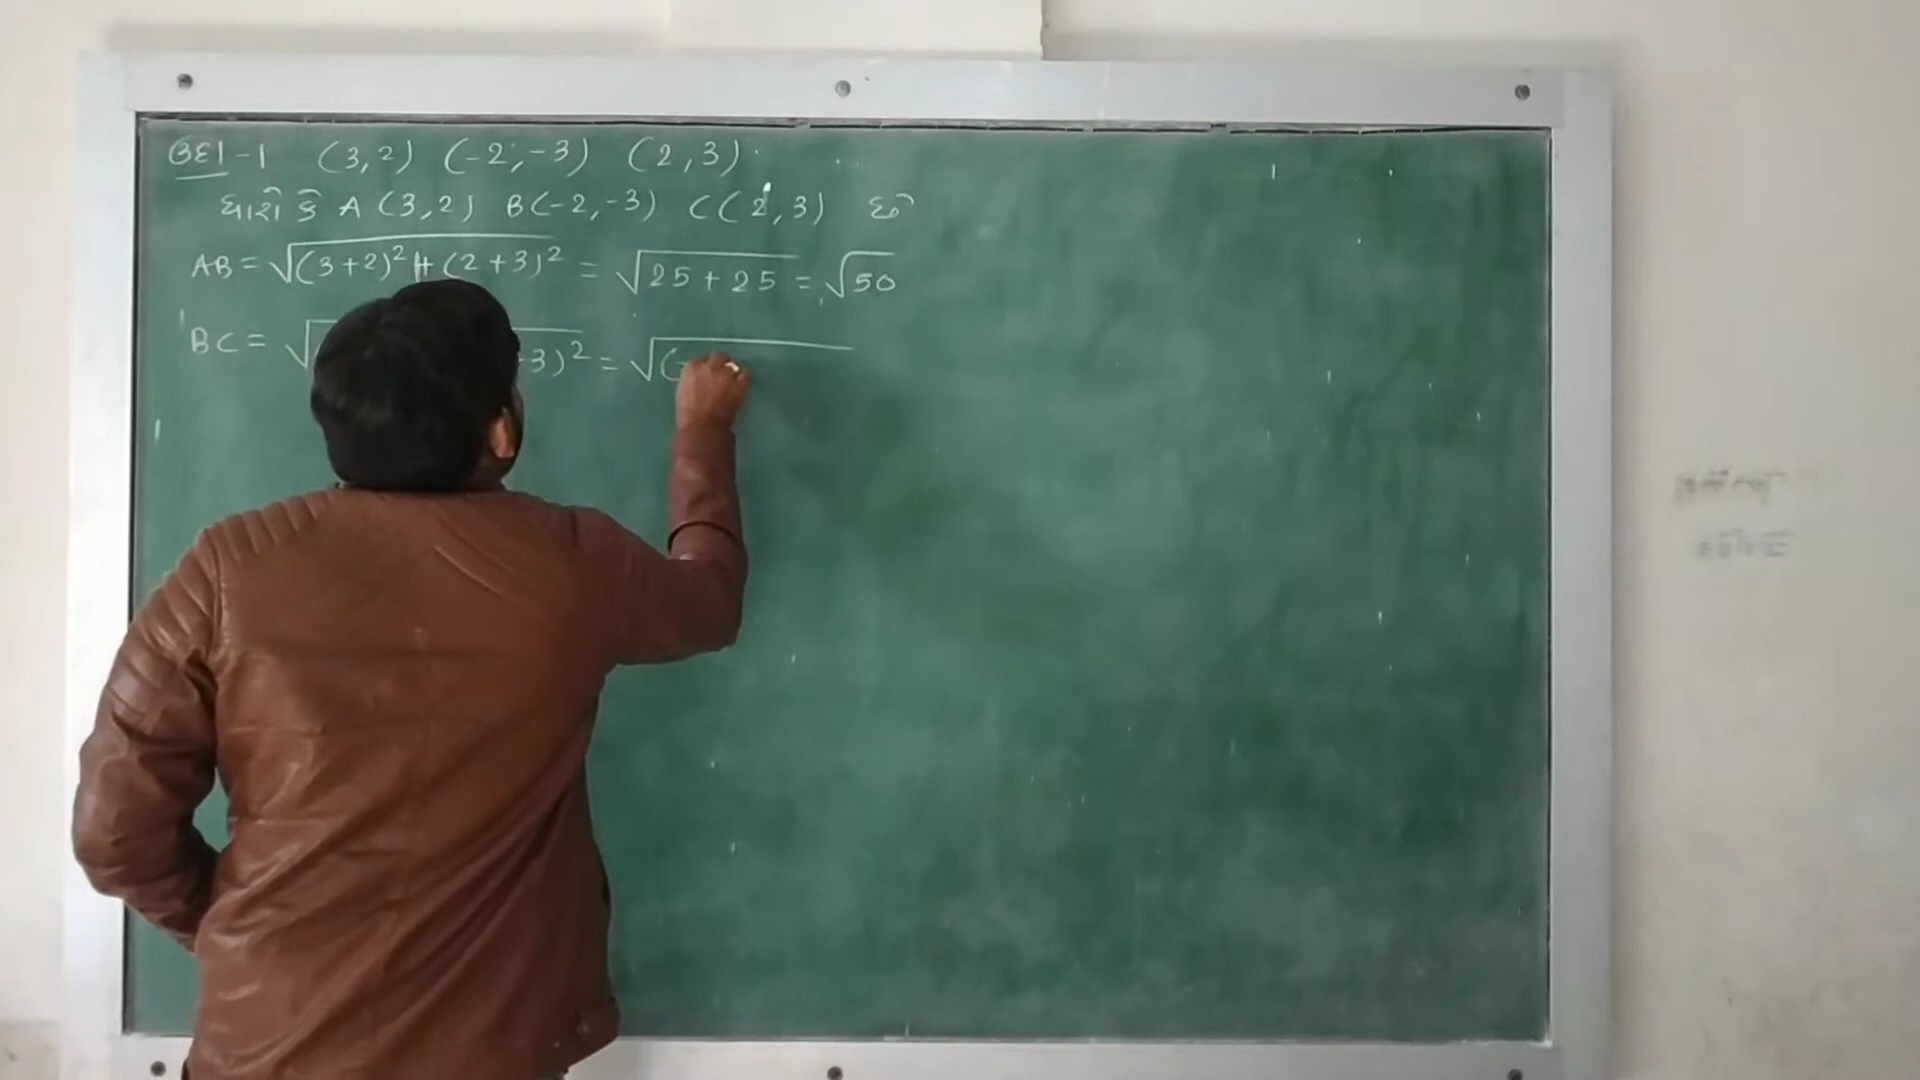 ઉદા-1 (3,2) (-2,-3) (2,3).
ધારો કે A (3,2) B(-2,-3) C(2,3) છે
AB = √(3+2)² + (2+3)² = √25+25 = √50
BC = √ -3)² = √(-